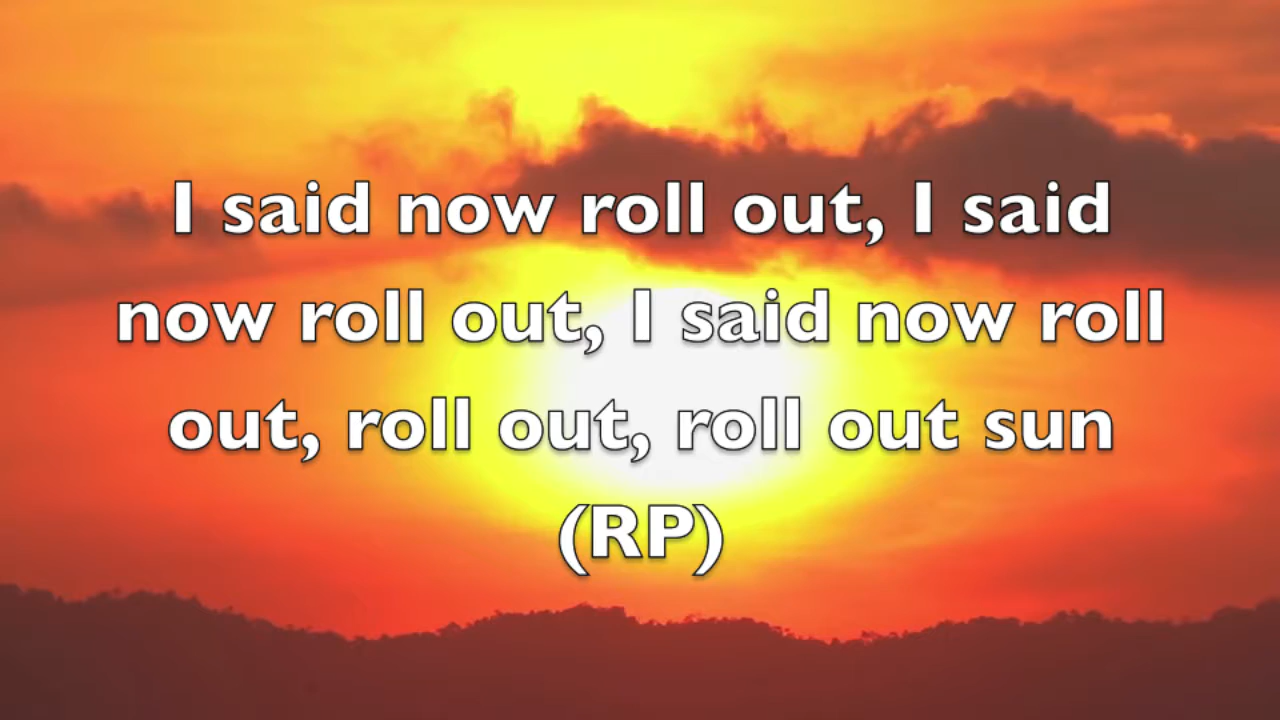 I said now roll out, I said
now roll out, I said now roll
out, roll out, roll out sun
(RP)